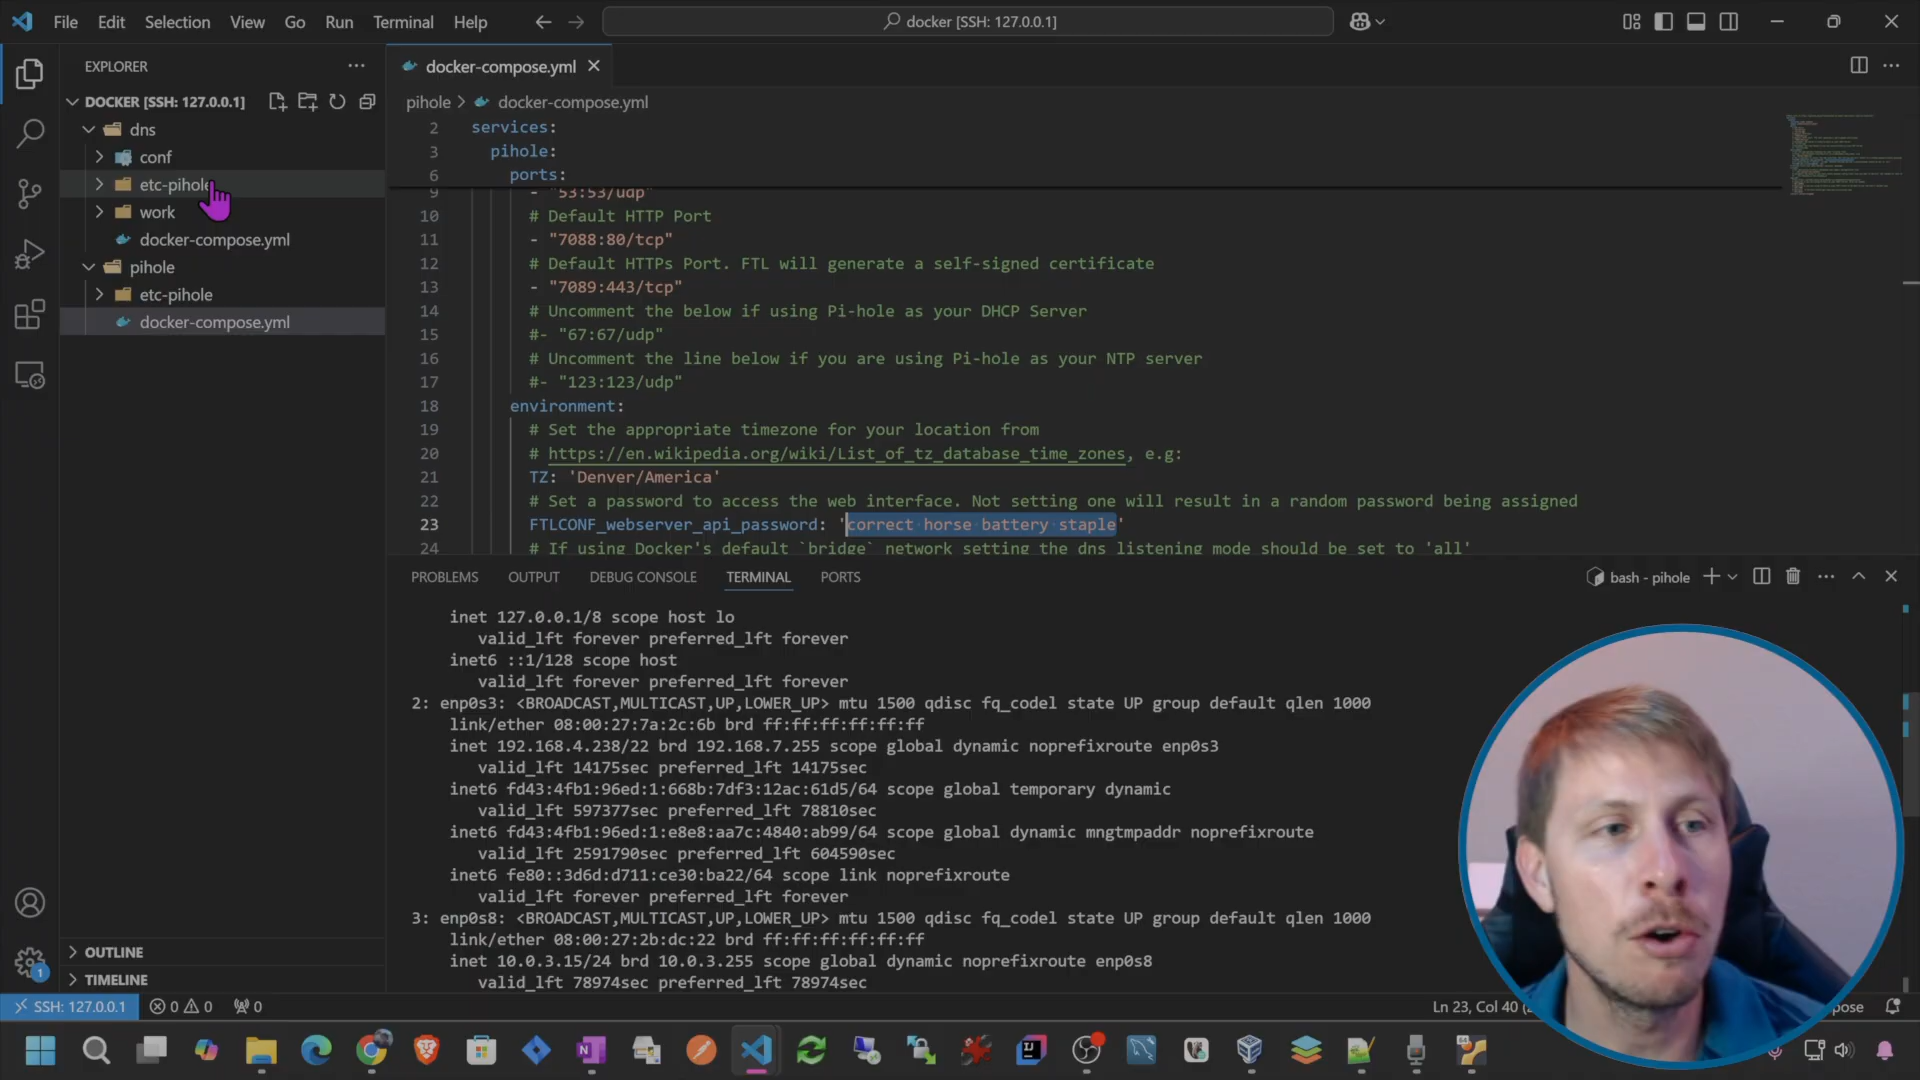 File Edit Selection View Go Run Terminal Help
docker [SSH: 127.0.0.1]
EXPLORER
DOCKER [SSH: 127.0.0.1]
dns
conf
etc-pihole
work
docker-compose.yml
pihole
etc-pihole
docker-compose.yml
OUTLINE
TIMELINE
docker-compose.yml
pihole > docker-compose.yml
2 services:
3 pihole:
6 ports:
9 - "53:53/udp"
10 # Default HTTP Port
11 - "7088:80/tcp"
12 # Default HTTPs Port. FTL will generate a self-signed certificate
13 - "7089:443/tcp"
14 # Uncomment the below if using Pi-hole as your DHCP Server
15 #- "67:67/udp"
16 # Uncomment the line below if you are using Pi-hole as your NTP server
17 #- "123:123/udp"
18 environment:
19 # Set the appropriate timezone for your location from
20 # https://en.wikipedia.org/wiki/List_of_tz_database_time_zones, e.g:
21 TZ: 'Denver/America'
22 # Set a password to access the web interface. Not setting one will result in a random password being assigned
23 FTLCONF_webserver_api_password: 'correct horse battery staple'
24 # If using Docker's default `bridge` network setting the dns listening mode should be set to 'all'
PROBLEMS OUTPUT DEBUG CONSOLE TERMINAL PORTS
bash - pihole
inet 127.0.0.1/8 scope host lo
valid_lft forever preferred_lft forever
inet6 ::1/128 scope host
valid_lft forever preferred_lft forever
2: enp0s3: <BROADCAST,MULTICAST,UP,LOWER_UP> mtu 1500 qdisc fq_codel state UP group default qlen 1000
link/ether 08:00:27:7a:2c:6b brd ff:ff:ff:ff:ff:ff
inet 192.168.4.238/22 brd 192.168.7.255 scope global dynamic noprefixroute enp0s3
valid_lft 14175sec preferred_lft 14175sec
inet6 fd43:4fb1:96ed:1:668b:7df3:12ac:61d5/64 scope global temporary dynamic
valid_lft 597377sec preferred_lft 78810sec
inet6 fd43:4fb1:96ed:1:e8e8:aa7c:4840:ab99/64 scope global dynamic mngtmpaddr noprefixroute
valid_lft 2591790sec preferred_lft 604590sec
inet6 fe80::3d6d:d711:ce30:ba22/64 scope link noprefixroute
valid_lft forever preferred_lft forever
3: enp0s8: <BROADCAST,MULTICAST,UP,LOWER_UP> mtu 1500 qdisc fq_codel state UP group default qlen 1000
link/ether 08:00:27:2b:dc:22 brd ff:ff:ff:ff:ff:ff
inet 10.0.3.15/24 brd 10.0.3.255 scope global dynamic noprefixroute enp0s8
valid_lft 78974sec preferred_lft 78974sec
1
SSH: 127.0.0.1 0 0 0 Ln 23, Col 40